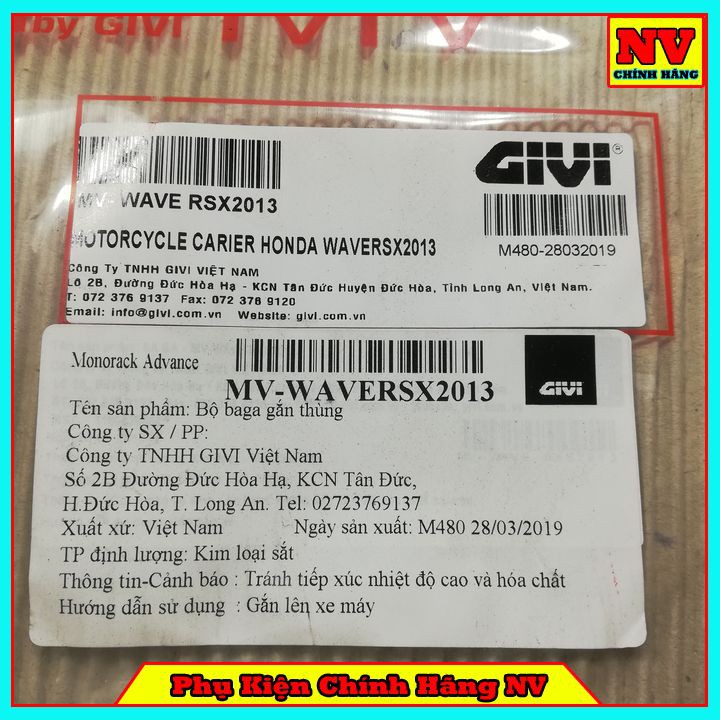 by GIVI GIVI
NV
CHÍNH HÃNG
GIVI®
MV- WAVE RSX2013
MOTORCYCLE CARIER HONDA WAVERSX2013
M480-28032019
Công Ty TNHH GIVI VIỆT NAM
Lô 2B, Đường Đức Hòa Hạ - KCN Tân Đức Huyện Đức Hòa, Tỉnh Long An, Việt Nam.
T: 072 376 9137 Fax: 072 376 9120
Email: info@givi.com.vn Website: givi.com.vn
Monorack Advance
GIVI
MV-WAVERSX2013
Tên sản phẩm: Bộ baga gắn thùng
Công ty SX / PP:
Công ty TNHH GIVI Việt Nam
Số 2B Đường Đức Hòa Hạ, KCN Tân Đức,
H.Đức Hòa, T. Long An. Tel: 02723769137
Xuất xứ: Việt Nam Ngày sản xuất: M480 28/03/2019
TP định lượng: Kim loại sắt
Thông tin-Cảnh báo : Tránh tiếp xúc nhiệt độ cao và hóa chất
Hướng dẫn sử dụng : Gắn lên xe máy
Phụ Kiện Chính Hãng NV